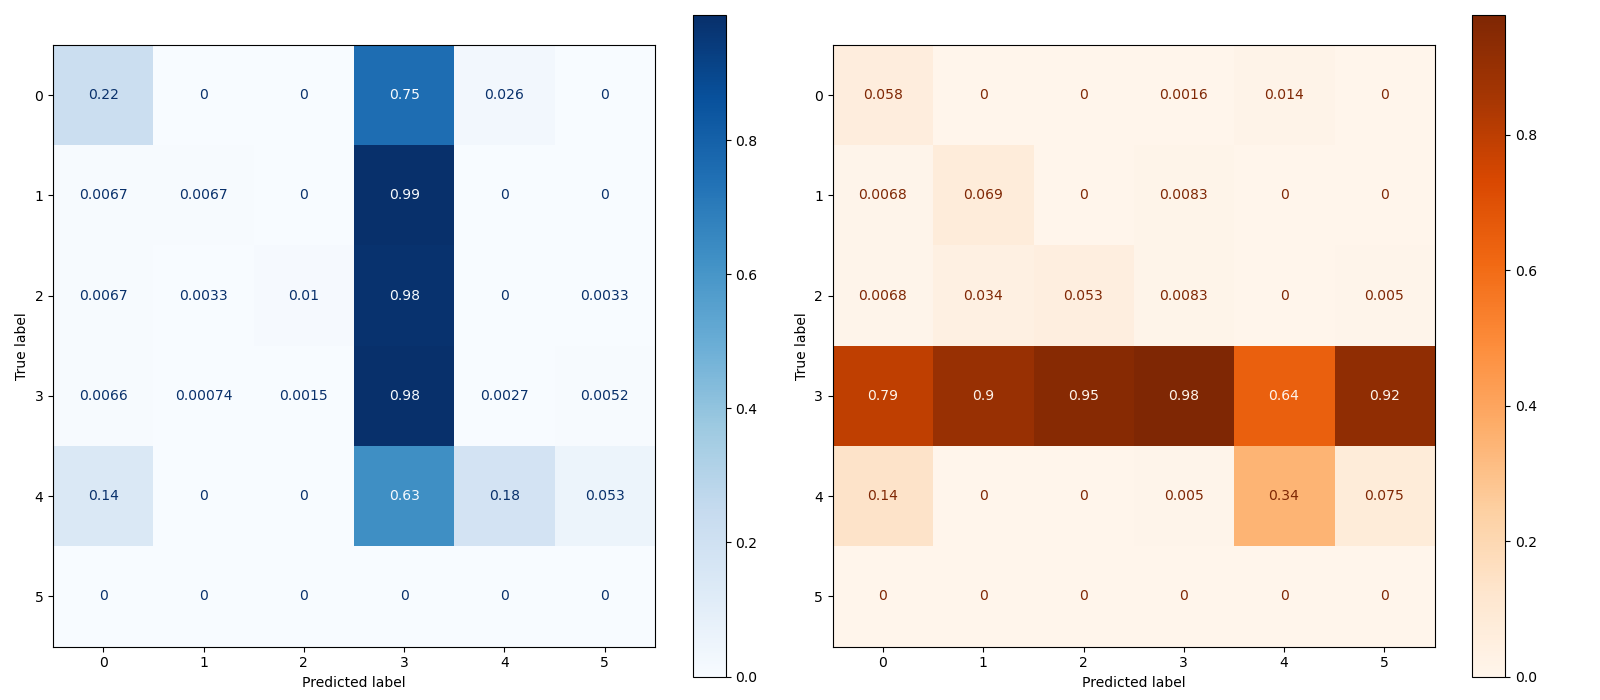 0 0.22 0 0 0.75 0.026 0
1 0.0067 0.0067 0 0.99 0 0
2 0.0067 0.0033 0.01 0.98 0 0.0033
3 0.0066 0.00074 0.0015 0.98 0.0027 0.0052
4 0.14 0 0 0.63 0.18 0.053
5 0 0 0 0 0 0
0 1 2 3 4 5
True label
Predicted label
0.8
0.6
0.4
0.2
0.0
0 0.058 0 0 0.0016 0.014 0
1 0.0068 0.069 0 0.0083 0 0
2 0.0068 0.034 0.053 0.0083 0 0.005
3 0.79 0.9 0.95 0.98 0.64 0.92
4 0.14 0 0 0.005 0.34 0.075
5 0 0 0 0 0 0
0 1 2 3 4 5
True label
Predicted label
0.8
0.6
0.4
0.2
0.0